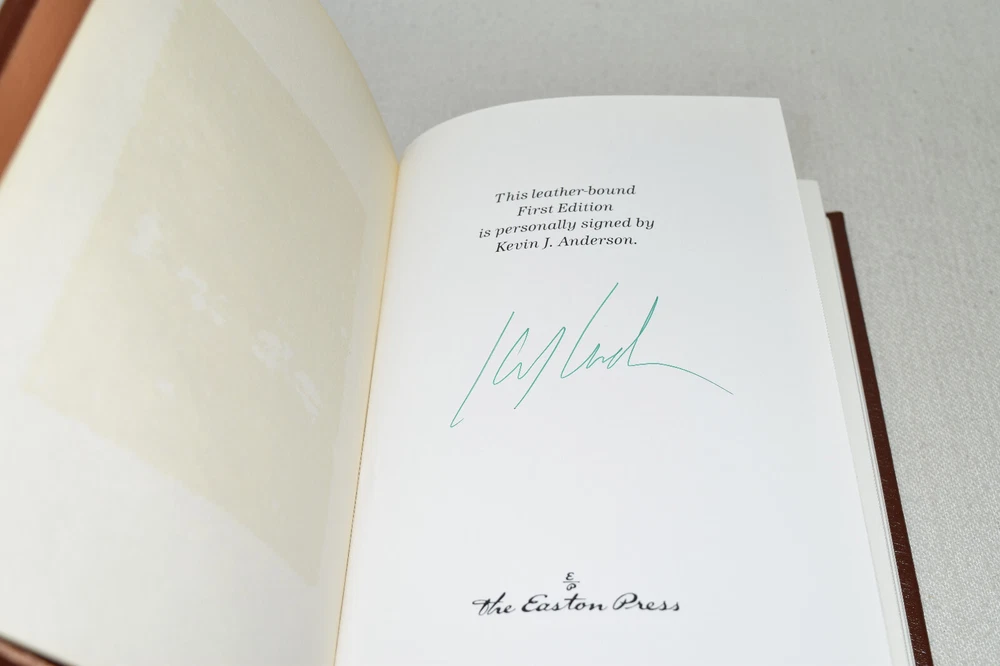 This leather-bound
First Edition
is personally signed by
Kevin J. Anderson.
E
P
The Easton Press